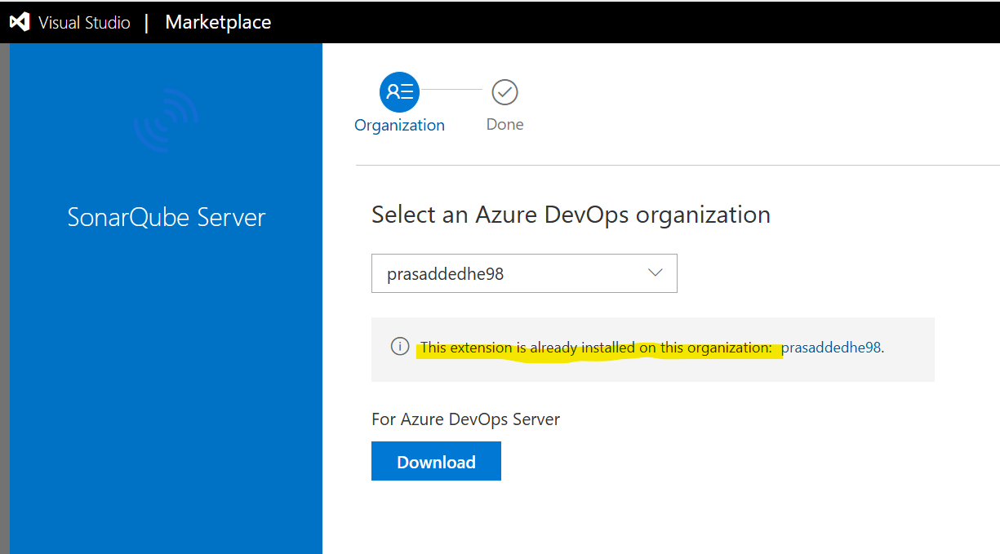 Visual Studio | Marketplace
Organization
Done
SonarQube Server
Select an Azure DevOps organization
prasaddedhe98
This extension is already installed on this organization: prasaddedhe98.
For Azure DevOps Server
Download